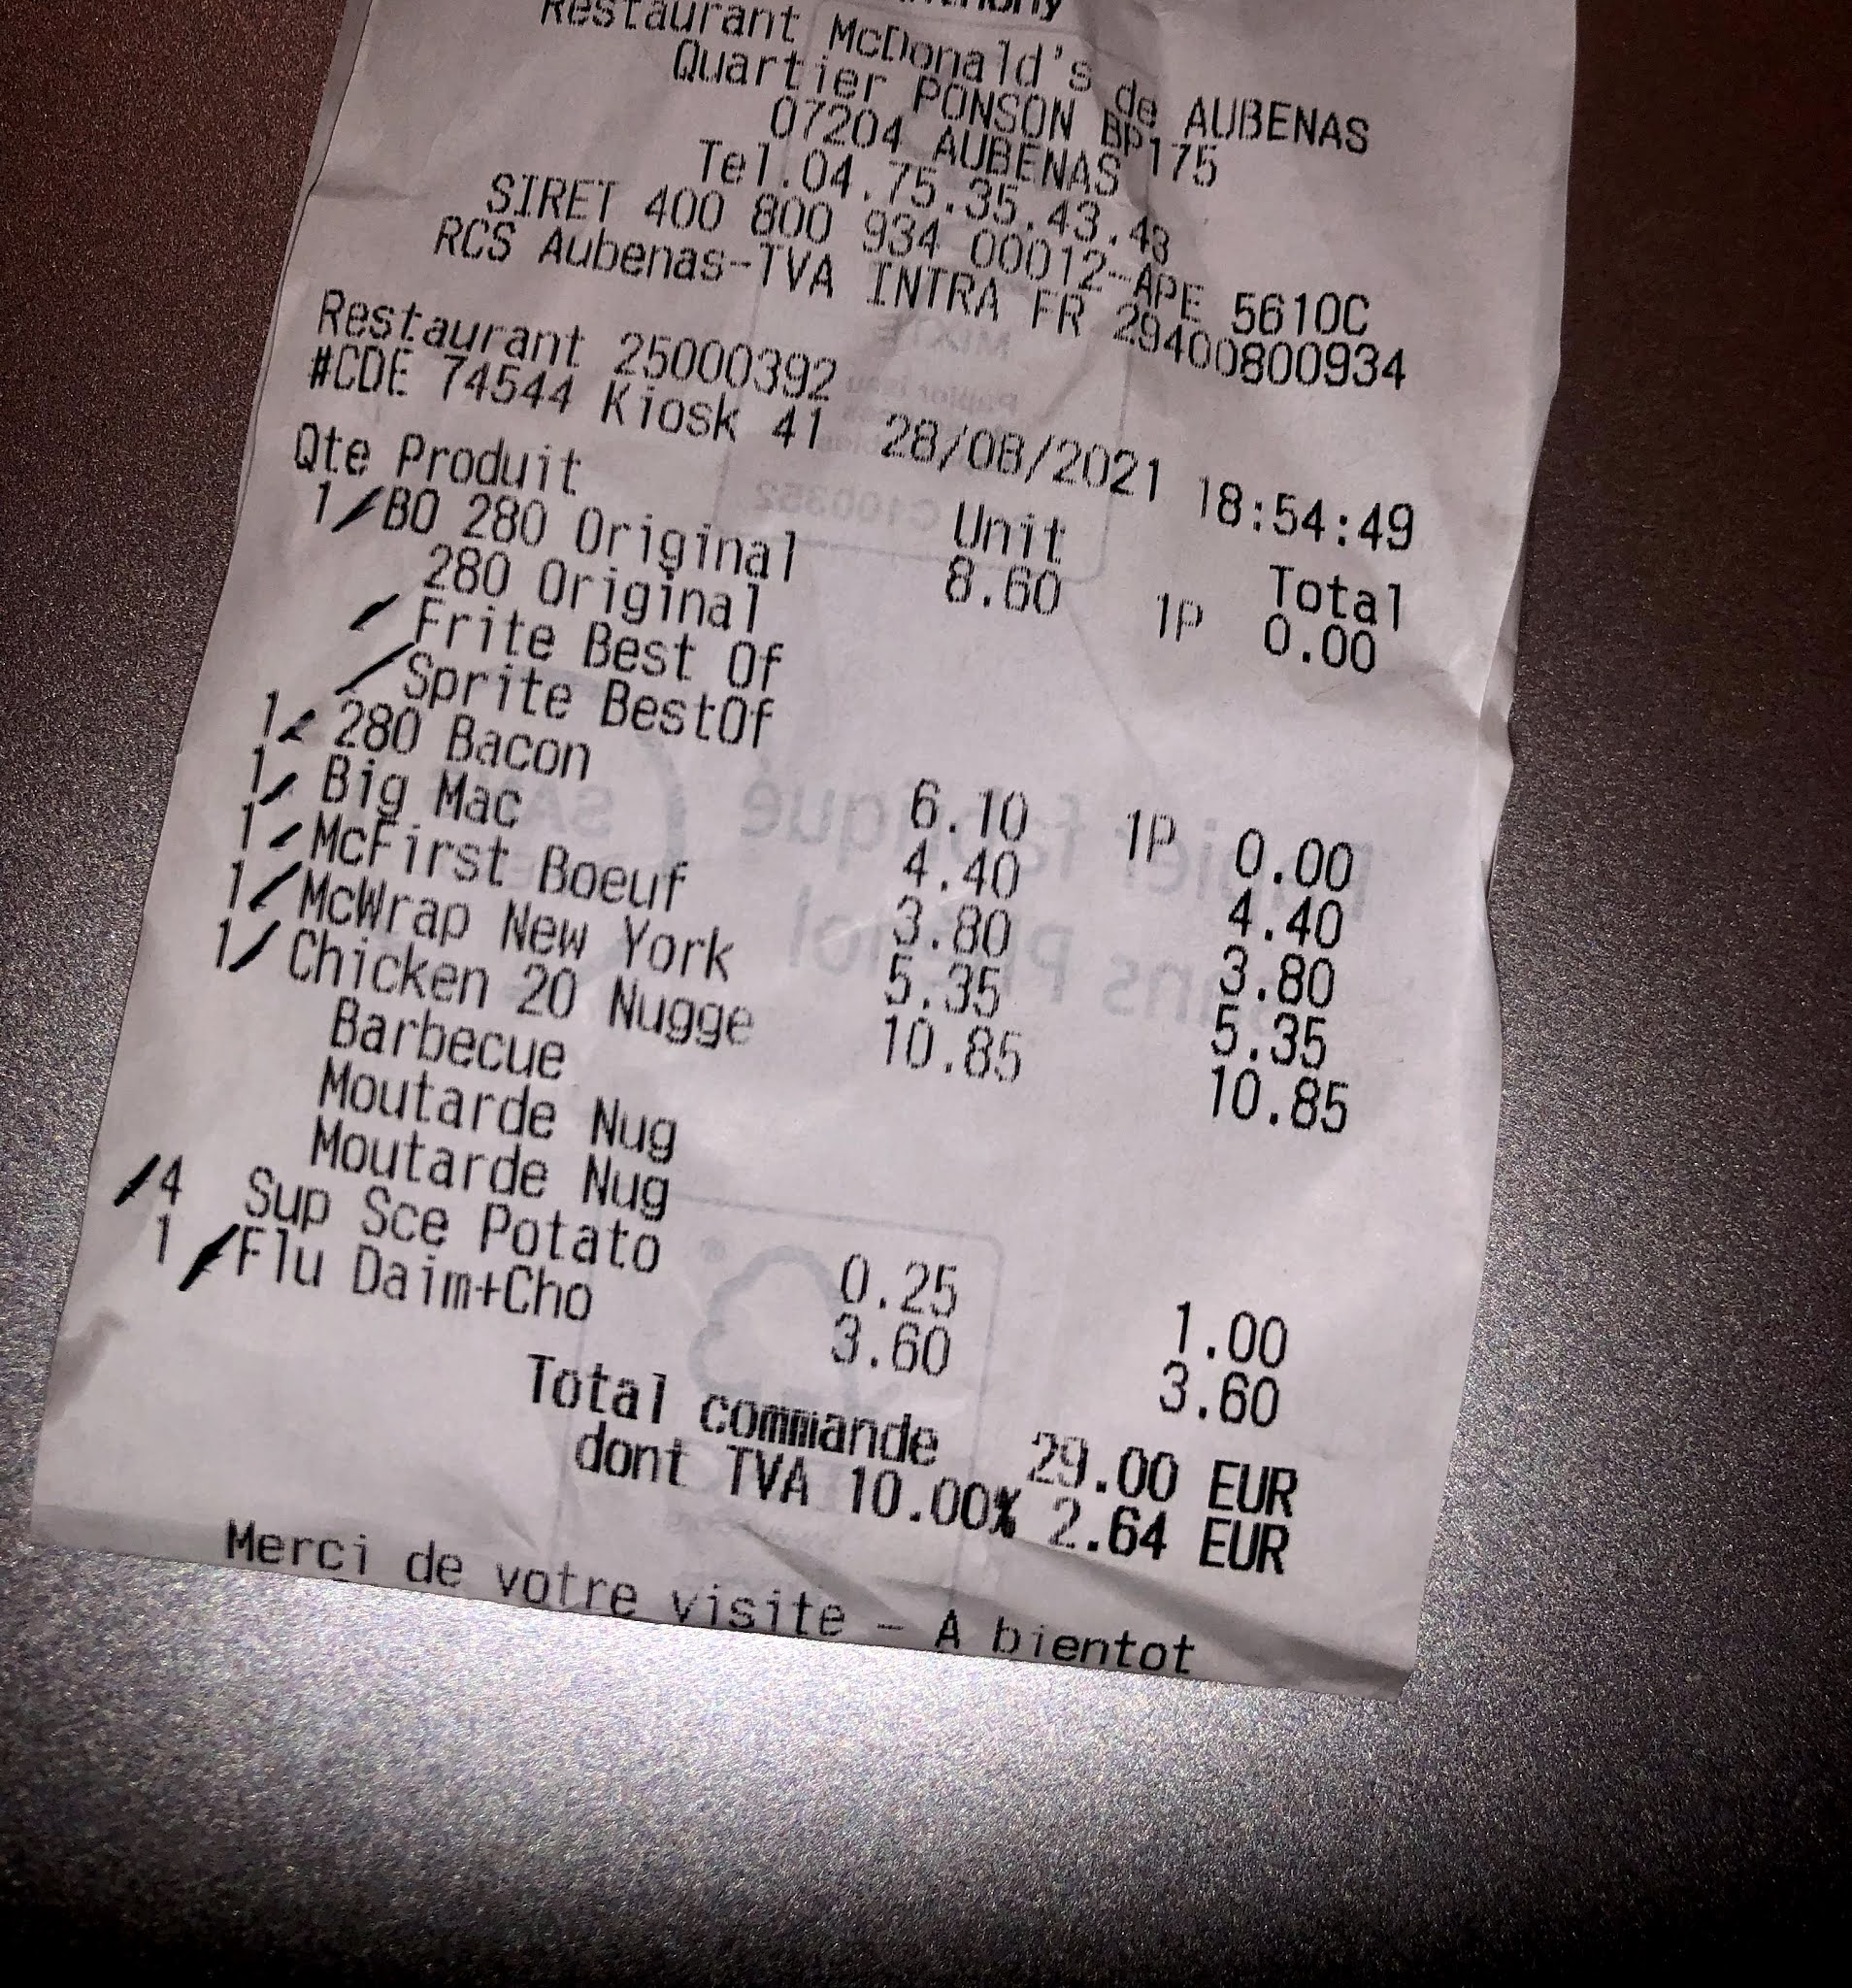 Restaurant McDonald's de AUBENAS
Quartier PONSON BP175
07204 AUBENAS
Tel.04.75.35.43.43
SIRET 400 800 934 00012-APE 5610C
RCS Aubenas-TVA INTRA FR 29400800934
Restaurant 25000392
#CDE 74544 Kiosk 41 28/08/2021 18:54:49
Qte Produit Unit Total
1 BO 280 Original 8.60 1P 0.00
280 Original
Frite Best Of
Sprite BestOf
1 280 Bacon 6.10 1P 0.00
1 Big Mac 4.40 4.40
1 McFirst Boeuf 3.80 3.80
1 McWrap New York 5.35 5.35
1 Chicken 20 Nugge 10.85 10.85
Barbecue
Moutarde Nug
Moutarde Nug
4 Sup Sce Potato 0.25 1.00
1 Flu Daim+Cho 3.60 3.60
Total commande 29.00 EUR
dont TVA 10.00% 2.64 EUR
Merci de votre visite - A bientot